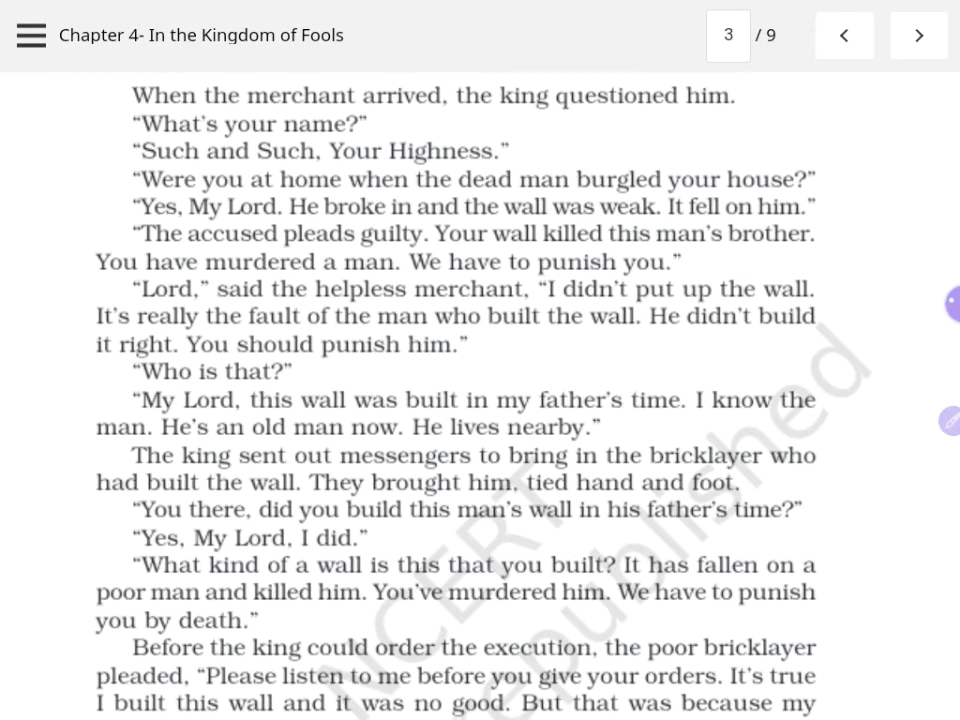 Chapter 4- In the Kingdom of Fools
3 / 9
When the merchant arrived, the king questioned him.
“What’s your name?”
“Such and Such, Your Highness.”
“Were you at home when the dead man burgled your house?”
“Yes, My Lord. He broke in and the wall was weak. It fell on him.”
“The accused pleads guilty. Your wall killed this man’s brother.
You have murdered a man. We have to punish you.”
“Lord,” said the helpless merchant, “I didn’t put up the wall.
It’s really the fault of the man who built the wall. He didn’t build
it right. You should punish him.”
“Who is that?”
“My Lord, this wall was built in my father’s time. I know the
man. He’s an old man now. He lives nearby.”
The king sent out messengers to bring in the bricklayer who
had built the wall. They brought him, tied hand and foot.
“You there, did you build this man’s wall in his father’s time?”
“Yes, My Lord, I did.”
“What kind of a wall is this that you built? It has fallen on a
poor man and killed him. You’ve murdered him. We have to punish
you by death.”
Before the king could order the execution, the poor bricklayer
pleaded, “Please listen to me before you give your orders. It’s true
I built this wall and it was no good. But that was because my
NCERT
republished